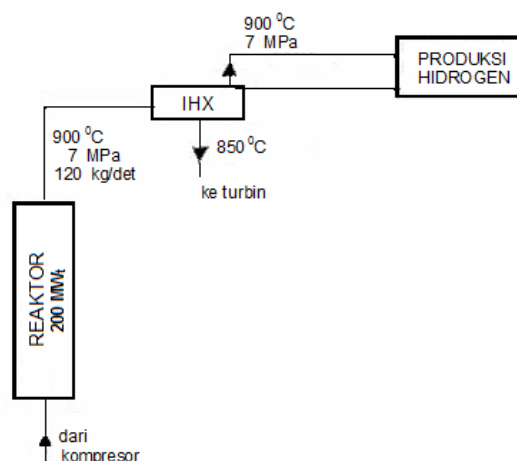 900 ⁰C
7 MPa
PRODUKSI
HIDROGEN
IHX
900 ⁰C
7 MPa
120 kg/det
850 ⁰C
ke turbin
REAKTOR
200 MWt
dari
kompresor